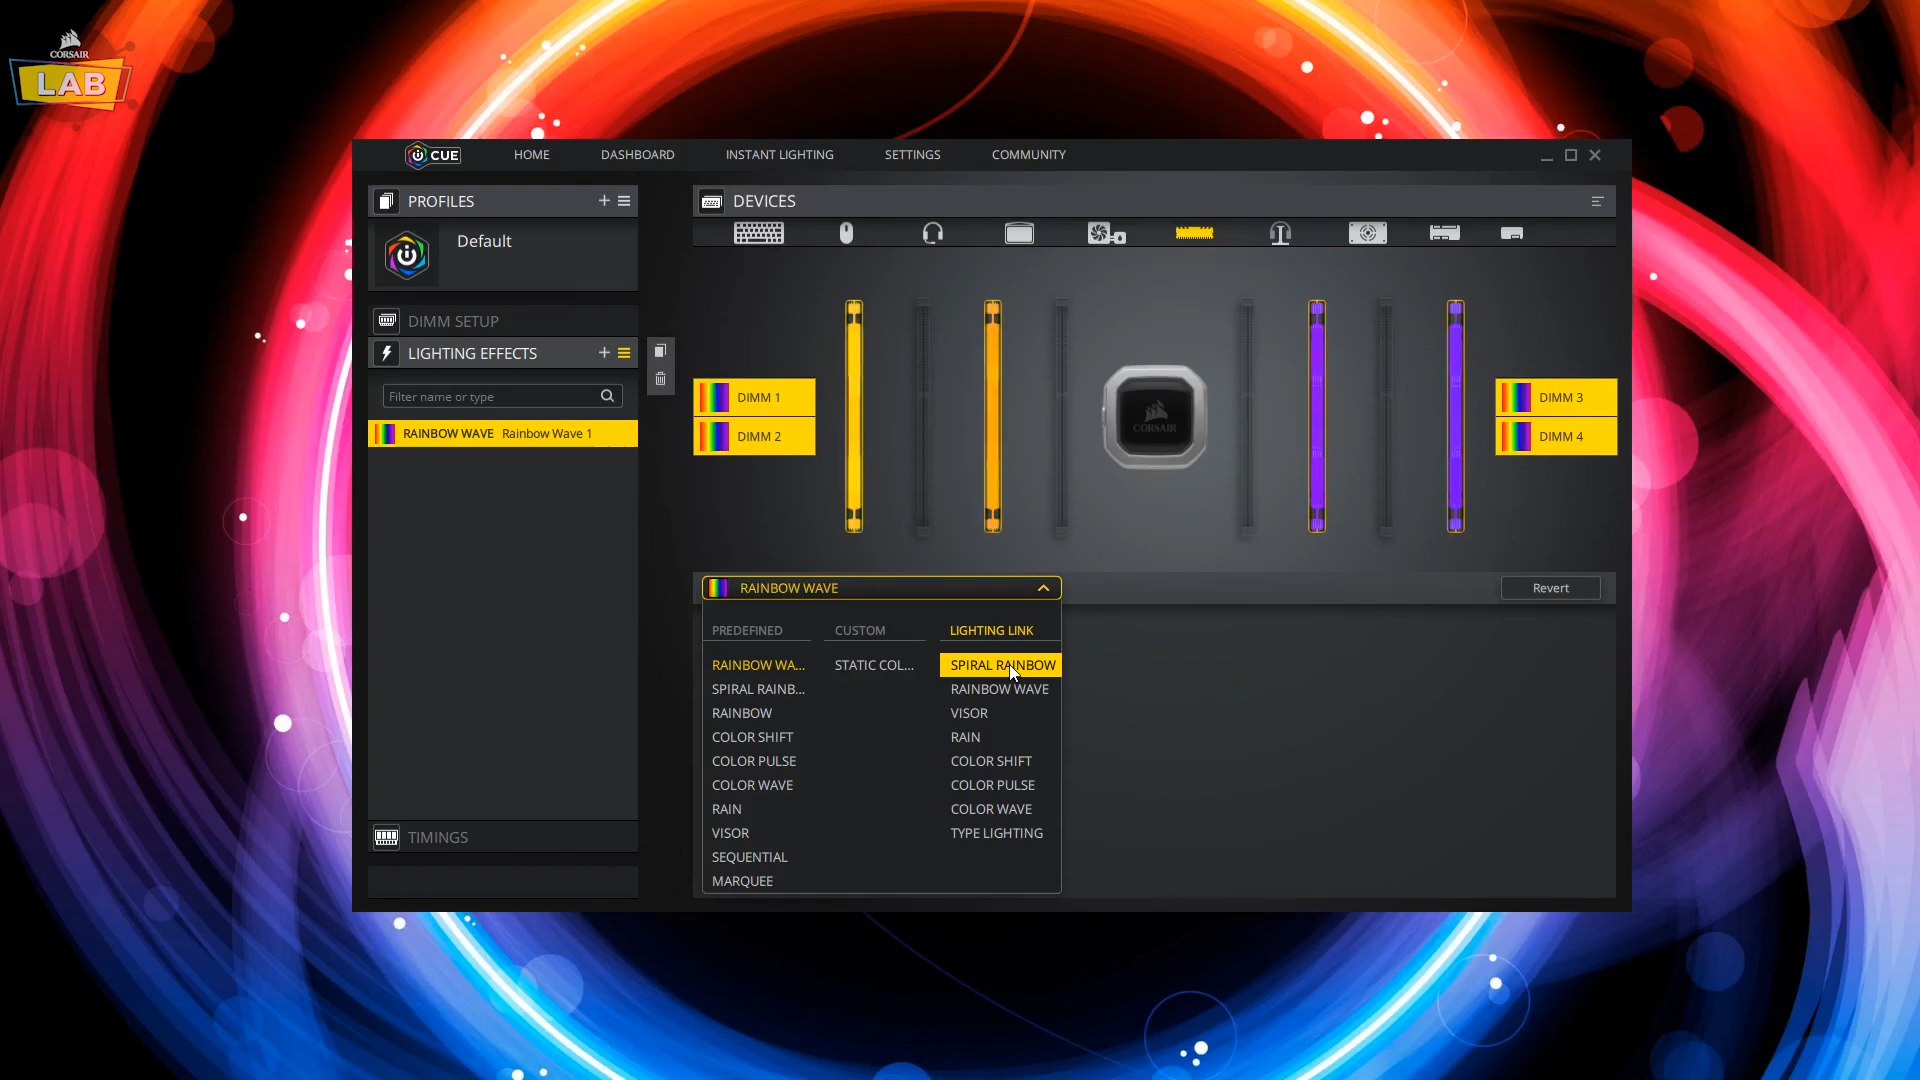 CORSAIR
LAB
CUE
HOME
DASHBOARD
INSTANT LIGHTING
SETTINGS
COMMUNITY
PROFILES
Default
DIMM SETUP
LIGHTING EFFECTS
Filter name or type
RAINBOW WAVE Rainbow Wave 1
TIMINGS
DEVICES
DIMM 1
DIMM 2
CORSAIR
DIMM 3
DIMM 4
RAINBOW WAVE
Revert
PREDEFINED
RAINBOW WA...
SPIRAL RAINB...
RAINBOW
COLOR SHIFT
COLOR PULSE
COLOR WAVE
RAIN
VISOR
SEQUENTIAL
MARQUEE
CUSTOM
STATIC COL...
LIGHTING LINK
SPIRAL RAINBOW
RAINBOW WAVE
VISOR
RAIN
COLOR SHIFT
COLOR PULSE
COLOR WAVE
TYPE LIGHTING